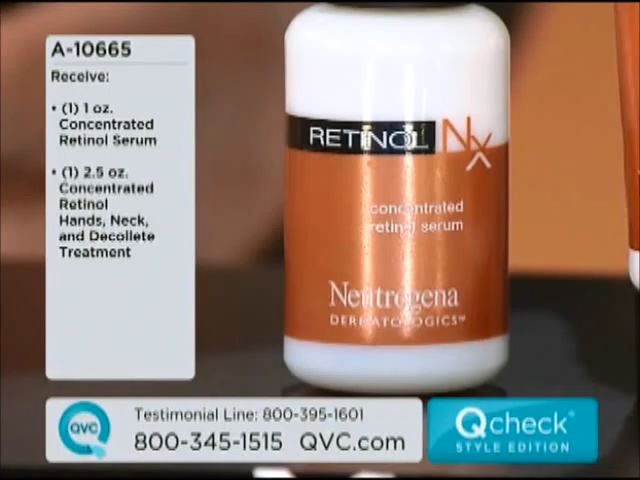 A-10665
Receive:
• (1) 1 oz.
Concentrated
Retinol Serum
• (1) 2.5 oz.
Concentrated
Retinol
Hands, Neck,
and Decollete
Treatment
RETINOL NX
concentrated
retinol serum
Neutrogena
DERMATOLOGICS™
QVC
Testimonial Line: 800-395-1601
800-345-1515 QVC.com
Qcheck®
STYLE EDITION